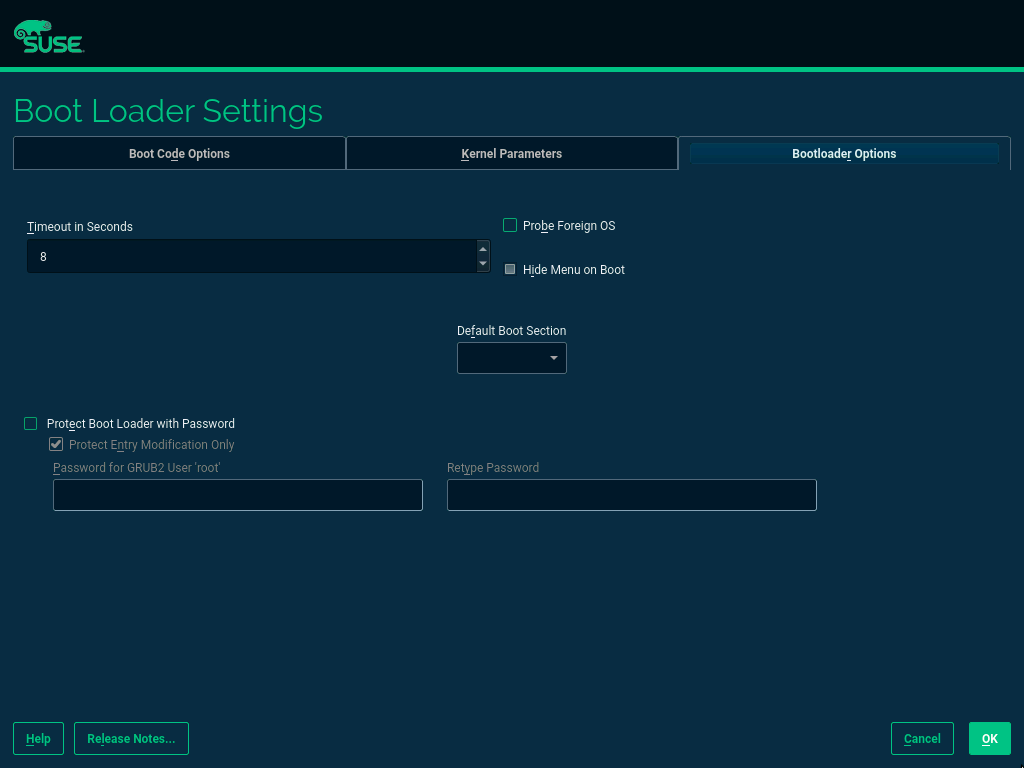 SUSE
Boot Loader Settings
Boot Code Options
Kernel Parameters
Bootloader Options
Timeout in Seconds
8
Probe Foreign OS
Hide Menu on Boot
Default Boot Section
Protect Boot Loader with Password
Protect Entry Modification Only
Password for GRUB2 User 'root'
Retype Password
Help
Release Notes...
Cancel
OK